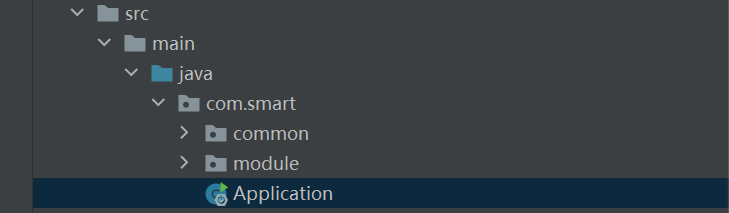 src
main
java
com.smart
common
module
Application